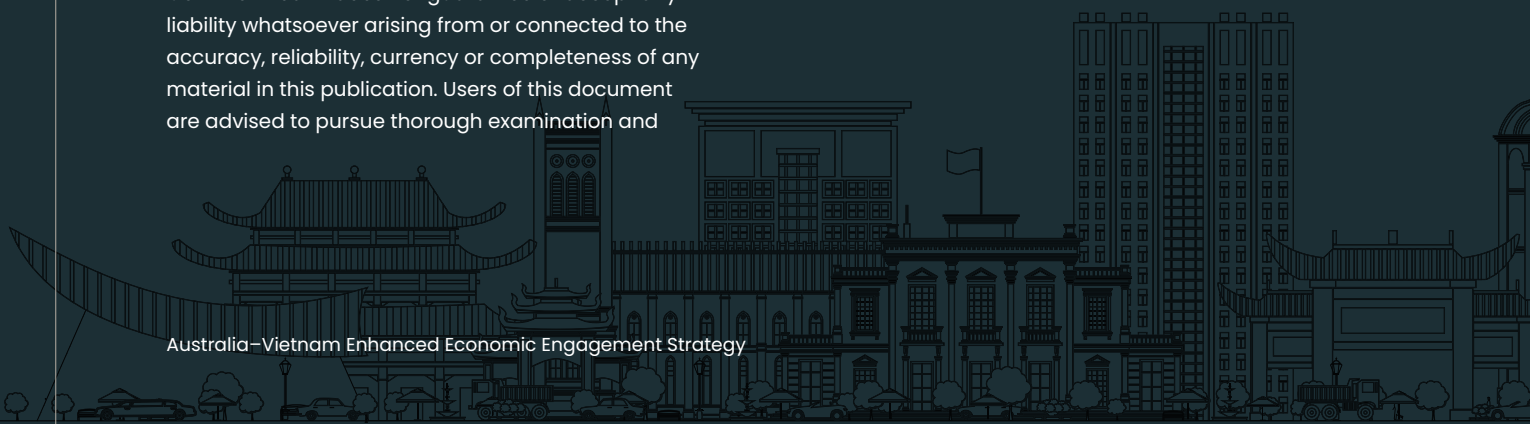 liability whatsoever arising from or connected to the
accuracy, reliability, currency or completeness of any
material in this publication. Users of this document
are advised to pursue thorough examination and
Australia–Vietnam Enhanced Economic Engagement Strategy